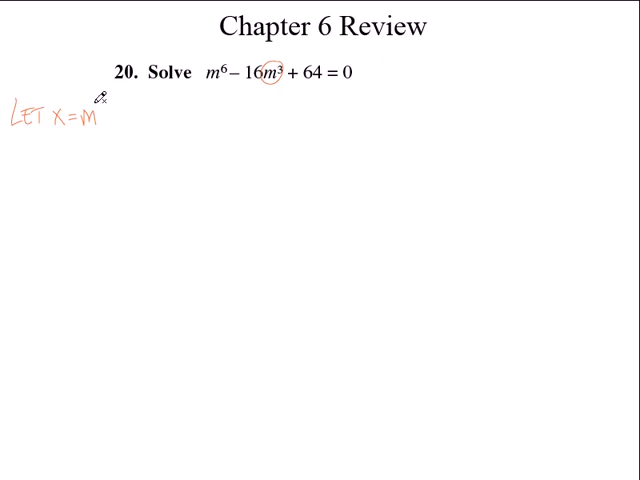 Chapter 6 Review
20. Solve m⁶ – 16m³ + 64 = 0
LET X = m